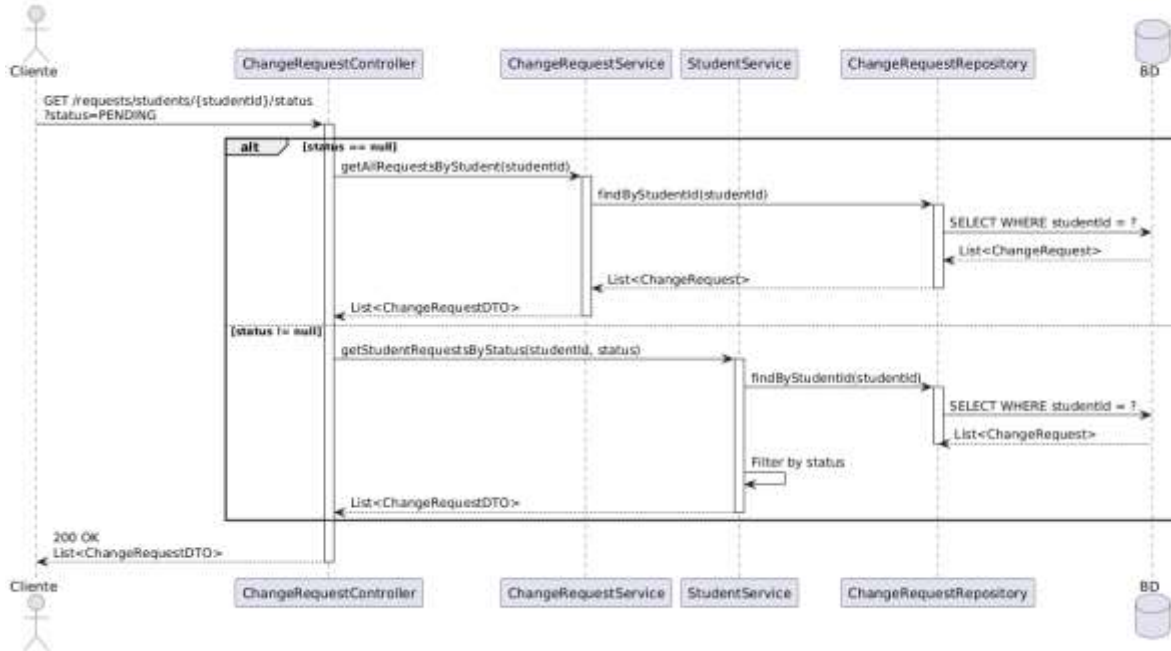 Cliente
ChangeRequestController
ChangeRequestService
StudentService
ChangeRequestRepository
BD
GET /requests/students/{studentId}/status
?status=PENDING
alt
[status == null]
getAllRequestsByStudent(studentId)
findByStudentId(studentId)
SELECT WHERE studentId = ?
List<ChangeRequest>
List<ChangeRequest>
List<ChangeRequestDTO>
[status != null]
getStudentRequestsByStatus(studentId, status)
findByStudentId(studentId)
SELECT WHERE studentId = ?
List<ChangeRequest>
Filter by status
List<ChangeRequestDTO>
200 OK
List<ChangeRequestDTO>
Cliente
ChangeRequestController
ChangeRequestService
StudentService
ChangeRequestRepository
BD